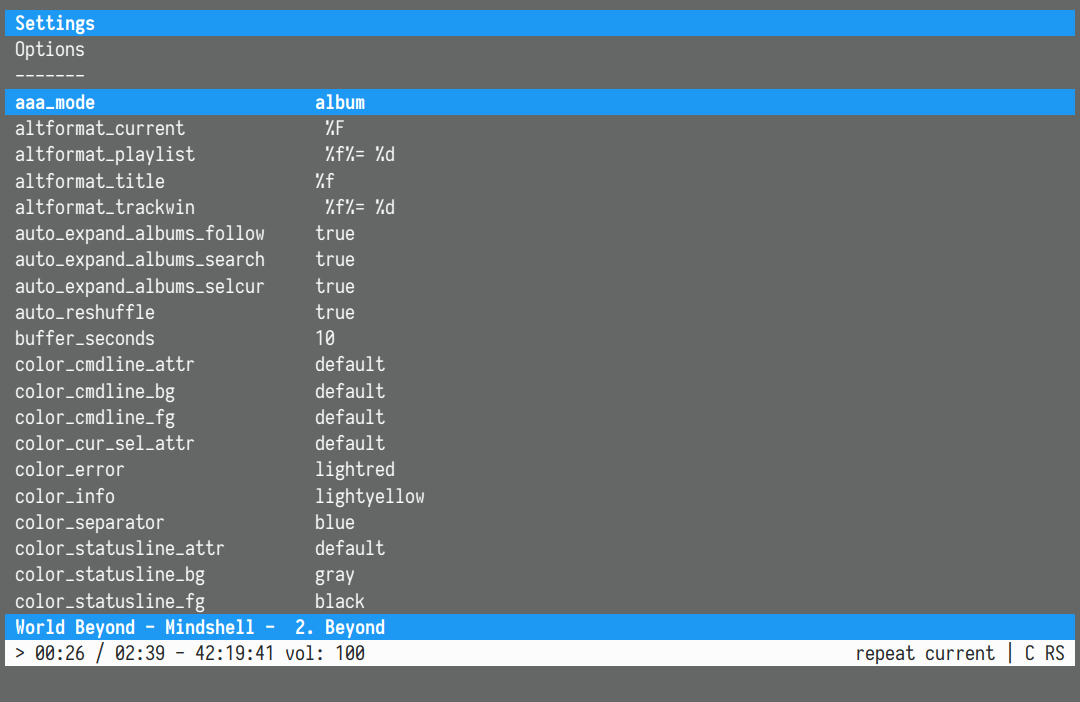 Settings
Options
-------
aaa_mode album
altformat_current %F
altformat_playlist %f%= %d
altformat_title %f
altformat_trackwin %f%= %d
auto_expand_albums_follow true
auto_expand_albums_search true
auto_expand_albums_selcur true
auto_reshuffle true
buffer_seconds 10
color_cmdline_attr default
color_cmdline_bg default
color_cmdline_fg default
color_cur_sel_attr default
color_error lightred
color_info lightyellow
color_separator blue
color_statusline_attr default
color_statusline_bg gray
color_statusline_fg black
World Beyond - Mindshell -  2. Beyond
> 00:26 / 02:39 - 42:19:41 vol: 100 repeat current | C RS